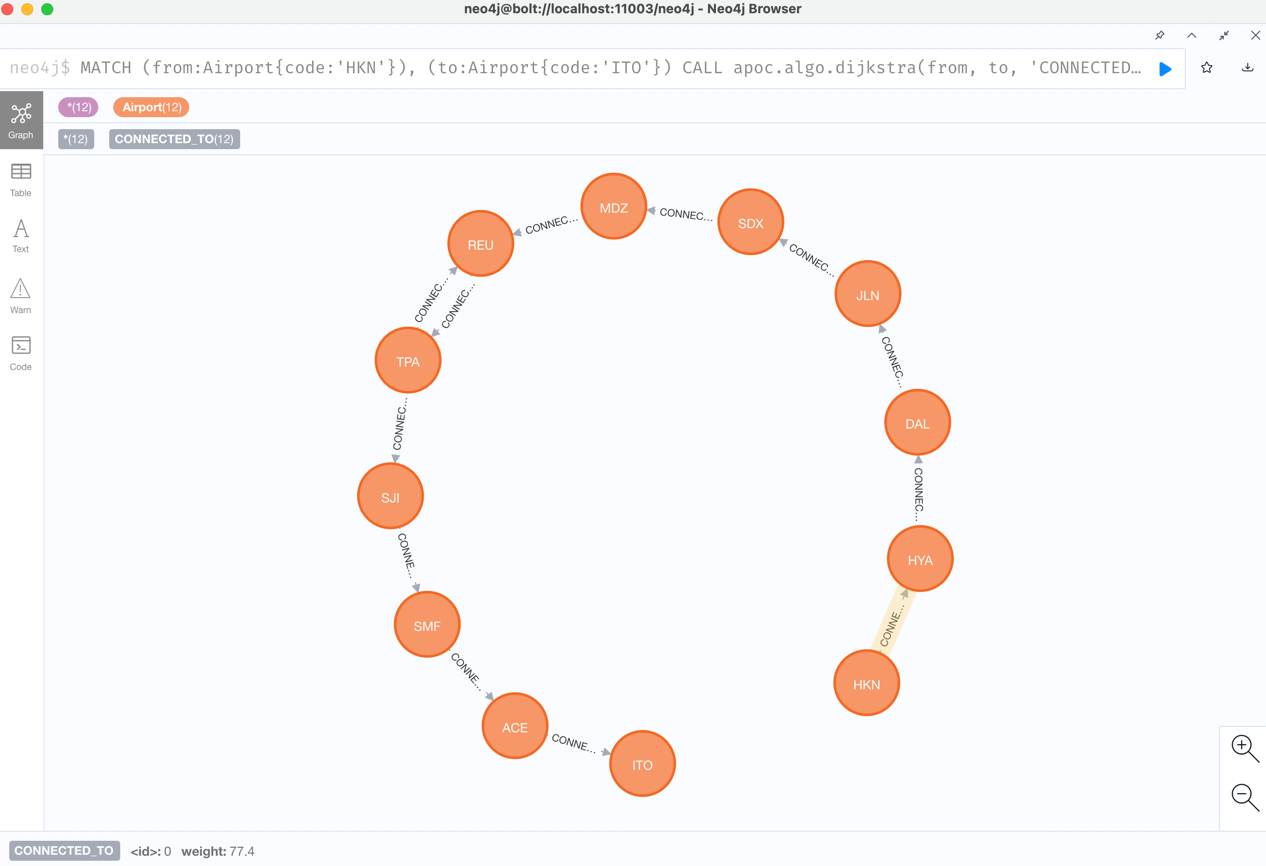 neo4j@bolt://localhost:11003/neo4j - Neo4j Browser
neo4j$ MATCH (from:Airport{code:'HKN'}), (to:Airport{code:'ITO'}) CALL apoc.algo.dijkstra(from, to, 'CONNECTED…
*(12) Airport(12)
*(12) CONNECTED_TO(12)
Graph
Table
Text
Warn
Code
MDZ
SDX
REU
JLN
TPA
DAL
SJI
HYA
SMF
HKN
ACE
ITO
CONNEC…
CONNEC…
CONNEC…
CONNEC…
CONNEC…
CONNEC…
CONNEC…
CONNEC…
CONNE…
CONNE…
CONNE…
CONNE…
CONNECTED_TO <id>: 0 weight: 77.4